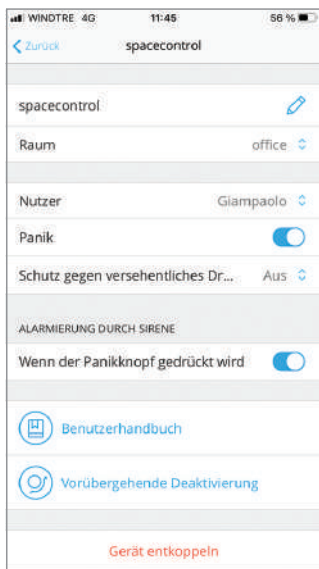 WINDTRE 4G 11:45 56 %
Zurück spacecontrol
spacecontrol
Raum office
Nutzer Giampaolo
Panik
Schutz gegen versehentliches Dr... Aus
ALARMIERUNG DURCH SIRENE
Wenn der Panikknopf gedrückt wird
Benutzerhandbuch
Vorübergehende Deaktivierung
Gerät entkoppeln